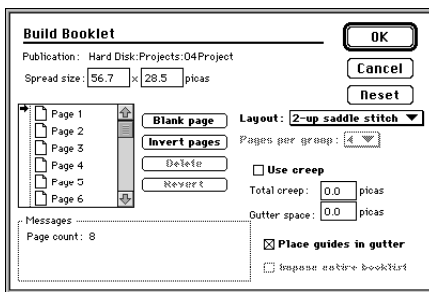 Build Booklet
OK
Publication: Hard Disk:Projects:04Project
Spread size: 56.7 × 28.5 picas
Cancel
Reset
Page 1
Page 2
Page 3
Page 4
Page 5
Page 6
Blank page
Invert pages
Delete
Revert
Layout: 2-up saddle stitch
Pages per group: 4
Use creep
Total creep: 0.0 picas
Gutter space: 0.0 picas
Messages
Page count: 8
Place guides in gutter
Impose entire booklist